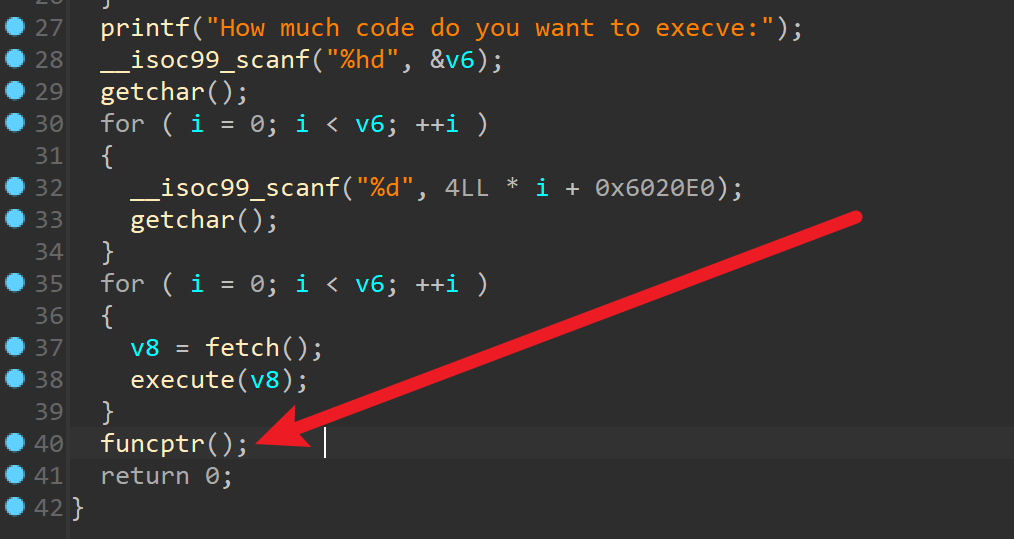 27 printf("How much code do you want to execve:");
28 __isoc99_scanf("%hd", &v6);
29 getchar();
30 for ( i = 0; i < v6; ++i )
31 {
32 __isoc99_scanf("%d", 4LL * i + 0x6020E0);
33 getchar();
34 }
35 for ( i = 0; i < v6; ++i )
36 {
37 v8 = fetch();
38 execute(v8);
39 }
40 funcptr();
41 return 0;
42 }